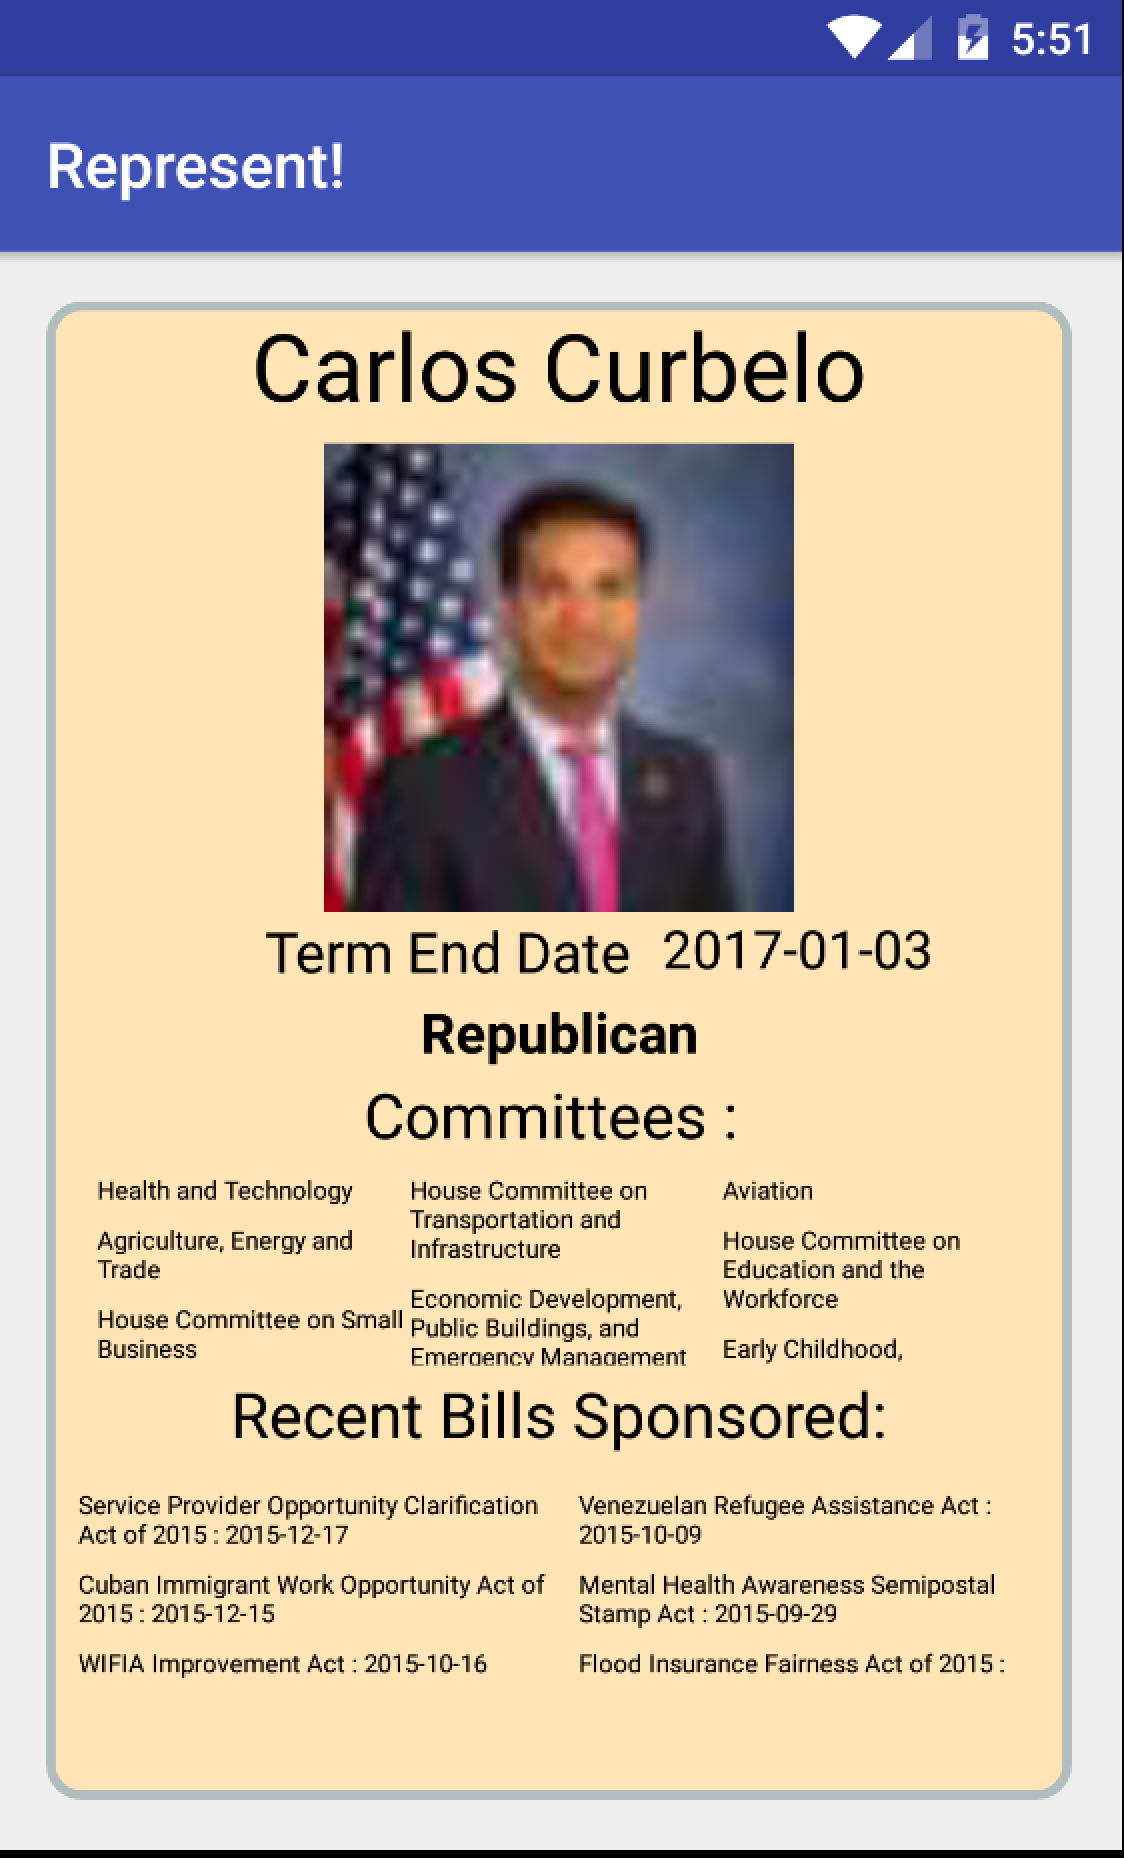 5:51
Represent!
Carlos Curbelo
Term End Date 2017-01-03
Republican
Committees :
Health and Technology
Agriculture, Energy and
Trade
House Committee on Small
Business
House Committee on
Transportation and
Infrastructure
Economic Development,
Public Buildings, and
Emergency Management
Aviation
House Committee on
Education and the
Workforce
Early Childhood,
Recent Bills Sponsored:
Service Provider Opportunity Clarification
Act of 2015 : 2015-12-17
Cuban Immigrant Work Opportunity Act of
2015 : 2015-12-15
WIFIA Improvement Act : 2015-10-16
Venezuelan Refugee Assistance Act :
2015-10-09
Mental Health Awareness Semipostal
Stamp Act : 2015-09-29
Flood Insurance Fairness Act of 2015 :